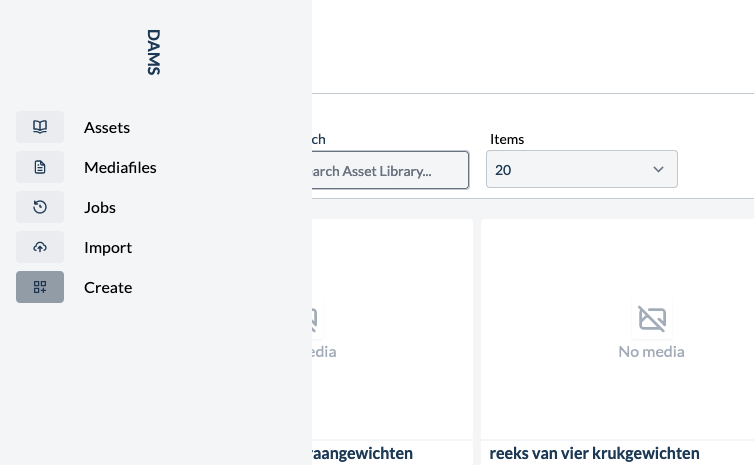 DAMS
Assets
Mediafiles
Jobs
Import
Create
ch
Items
arch Asset Library...
20
edia
No media
aangewichten
reeks van vier krukgewichten